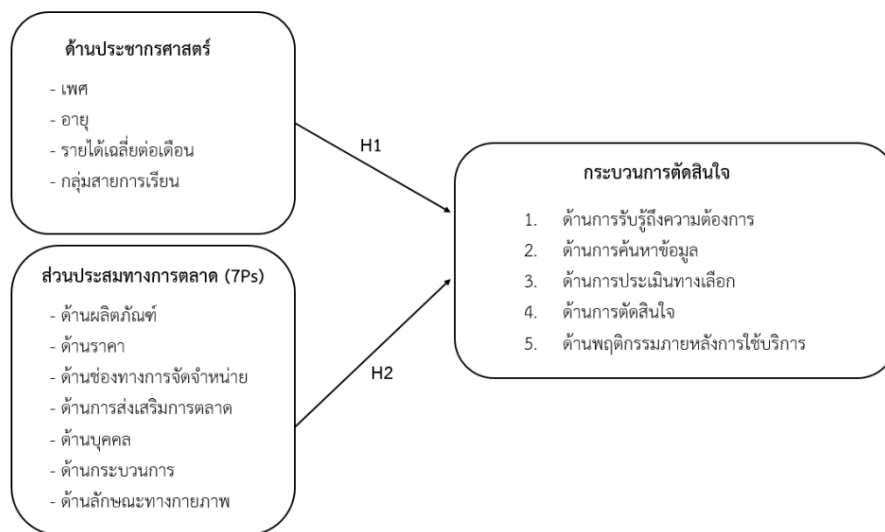 ด้านประชากรศาสตร์
- เพศ
- อายุ
- รายได้เฉลี่ยต่อเดือน
- กลุ่มสายการเรียน
H1
ส่วนประสมทางการตลาด (7Ps)
- ด้านผลิตภัณฑ์
- ด้านราคา
- ด้านช่องทางการจัดจำหน่าย
- ด้านการส่งเสริมการตลาด
- ด้านบุคคล
- ด้านกระบวนการ
- ด้านลักษณะทางกายภาพ
H2
กระบวนการตัดสินใจ
1. ด้านการรับรู้ถึงความต้องการ
2. ด้านการค้นหาข้อมูล
3. ด้านการประเมินทางเลือก
4. ด้านการตัดสินใจ
5. ด้านพฤติกรรมภายหลังการใช้บริการ